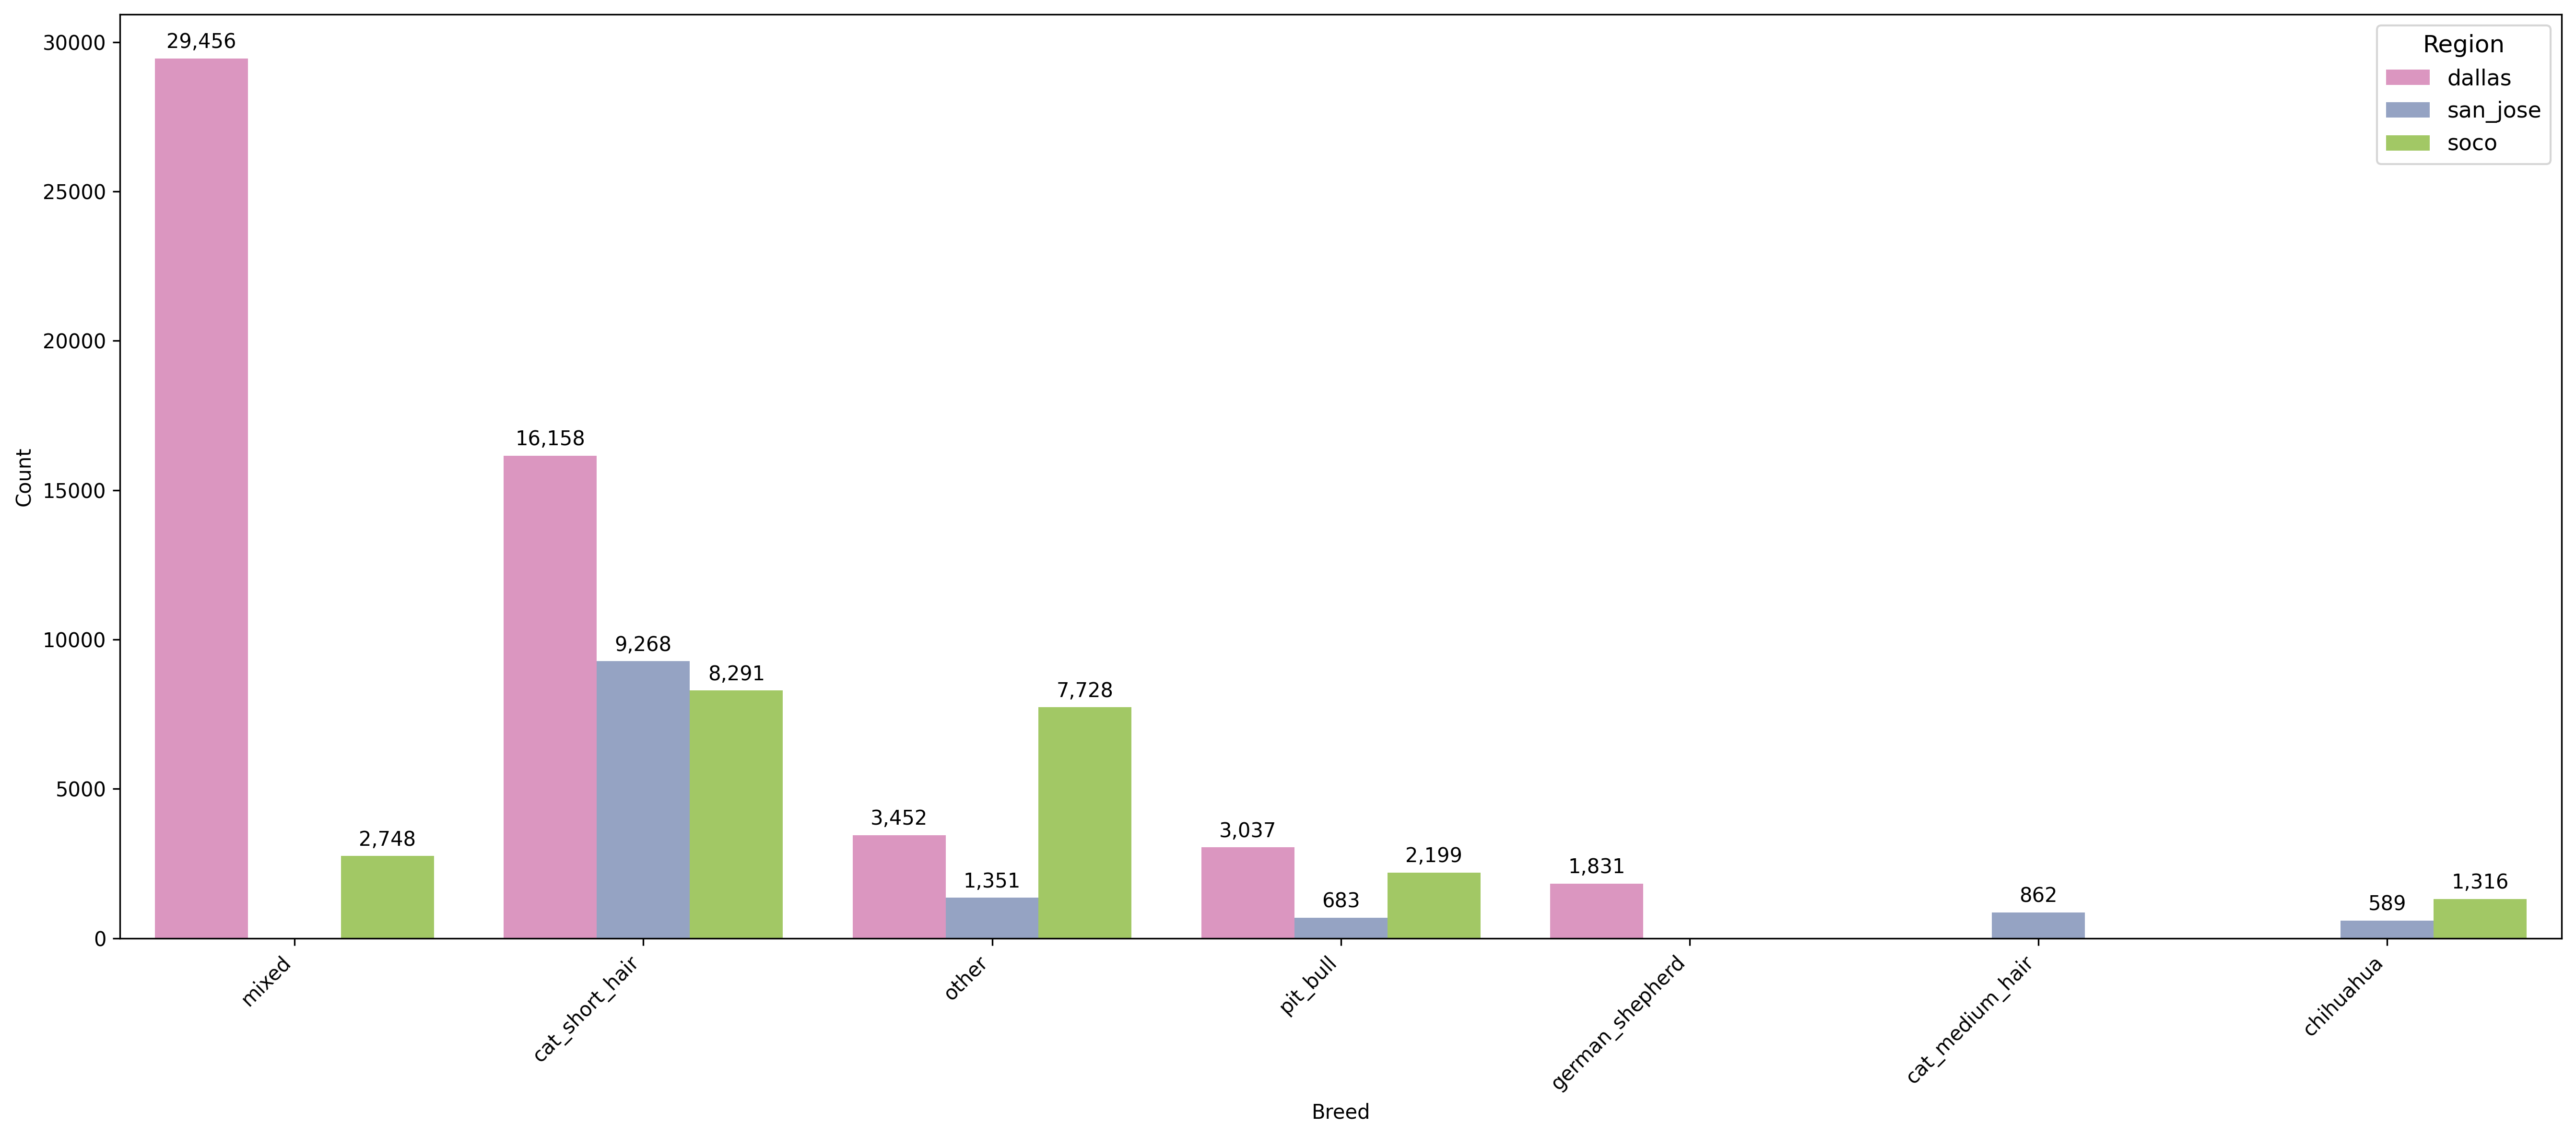 30000
25000
20000
15000
10000
5000
0
Count
29,456
2,748
16,158
9,268
8,291
3,452
1,351
7,728
3,037
683
2,199
1,831
862
589
1,316
Region
dallas
san_jose
soco
mixed
cat_short_hair
other
pit_bull
german_shepherd
cat_medium_hair
chihuahua
Breed